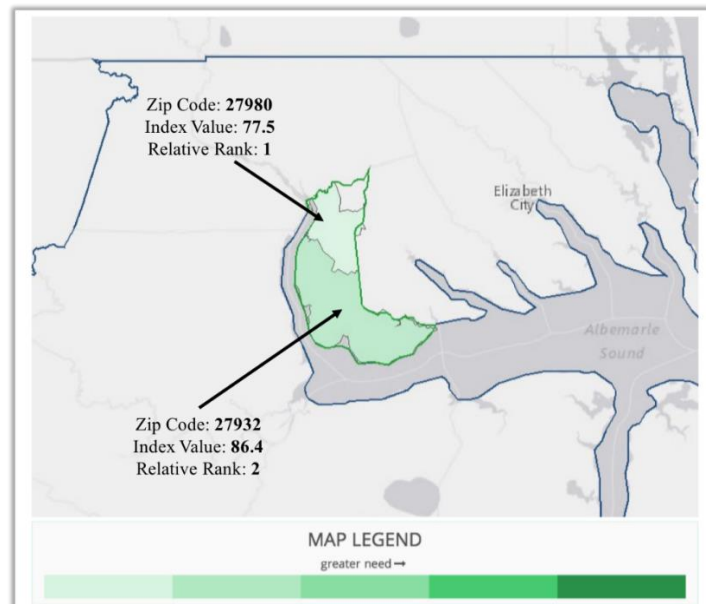 Zip Code: 27980
Index Value: 77.5
Relative Rank: 1
Elizabeth
City
Albemarle
Sound
Zip Code: 27932
Index Value: 86.4
Relative Rank: 2
MAP LEGEND
greater need →